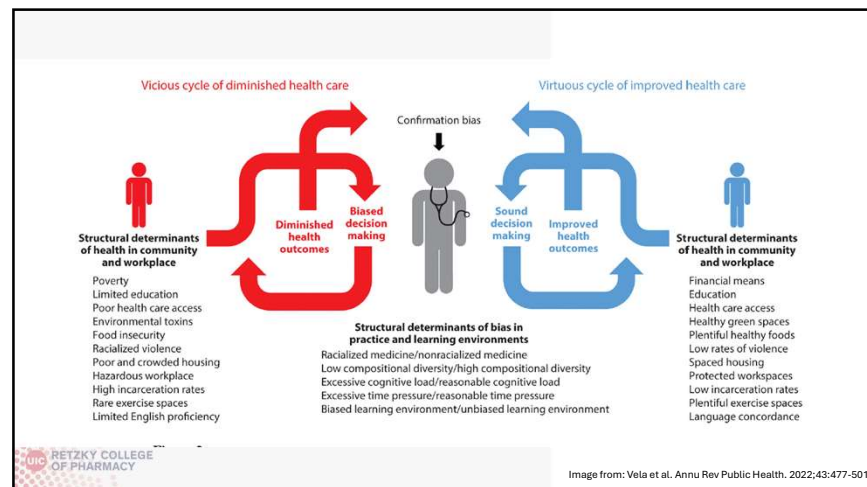 Vicious cycle of diminished health care
Virtuous cycle of improved health care
Confirmation bias
Diminished
health
outcomes
Biased
decision
making
Sound
decision
making
Improved
health
outcomes
Structural determinants
of health in community
and workplace
Poverty
Limited education
Poor health care access
Environmental toxins
Food insecurity
Racialized violence
Poor and crowded housing
Hazardous workplace
High incarceration rates
Rare exercise spaces
Limited English proficiency
Structural determinants of bias in
practice and learning environments
Racialized medicine/nonracialized medicine
Low compositional diversity/high compositional diversity
Excessive cognitive load/reasonable cognitive load
Excessive time pressure/reasonable time pressure
Biased learning environment/unbiased learning environment
Structural determinants
of health in community
and workplace
Financial means
Education
Health care access
Healthy green spaces
Plentiful healthy foods
Low rates of violence
Spaced housing
Protected workspaces
Low incarceration rates
Plentiful exercise spaces
Language concordance
UIC RETZKY COLLEGE
OF PHARMACY
Image from: Vela et al. Annu Rev Public Health. 2022;43:477-501